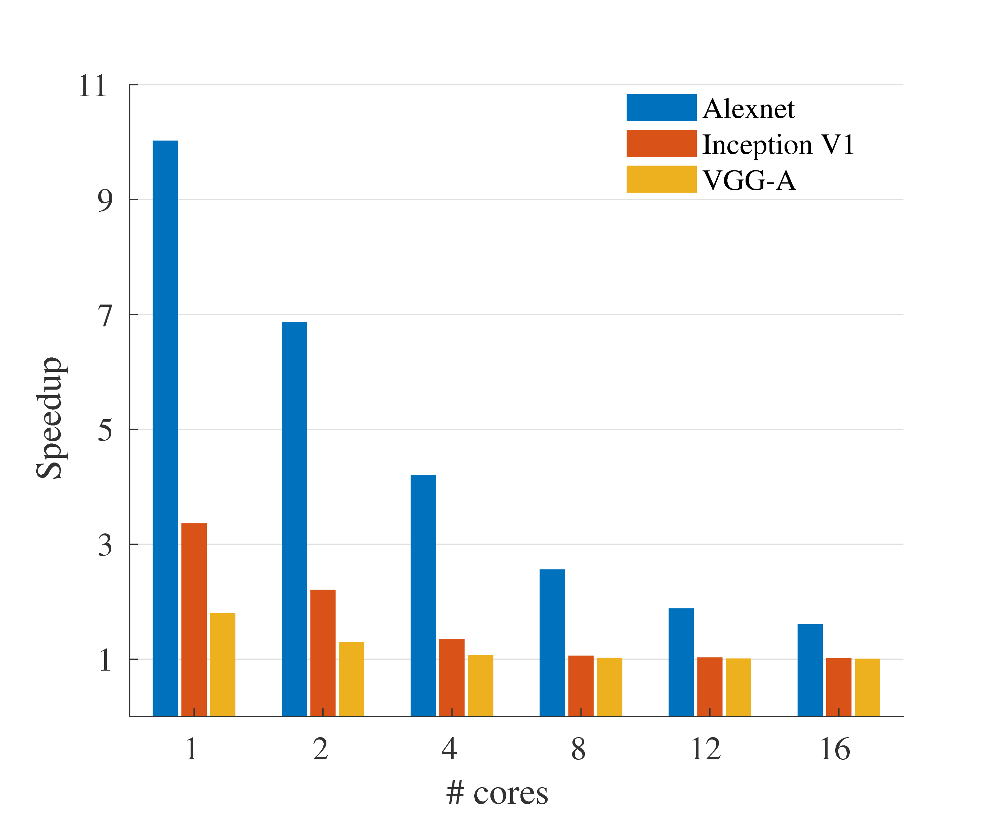 11
9
7
5
3
1
Speedup
Alexnet
Inception V1
VGG-A
1 2 4 8 12 16
# cores